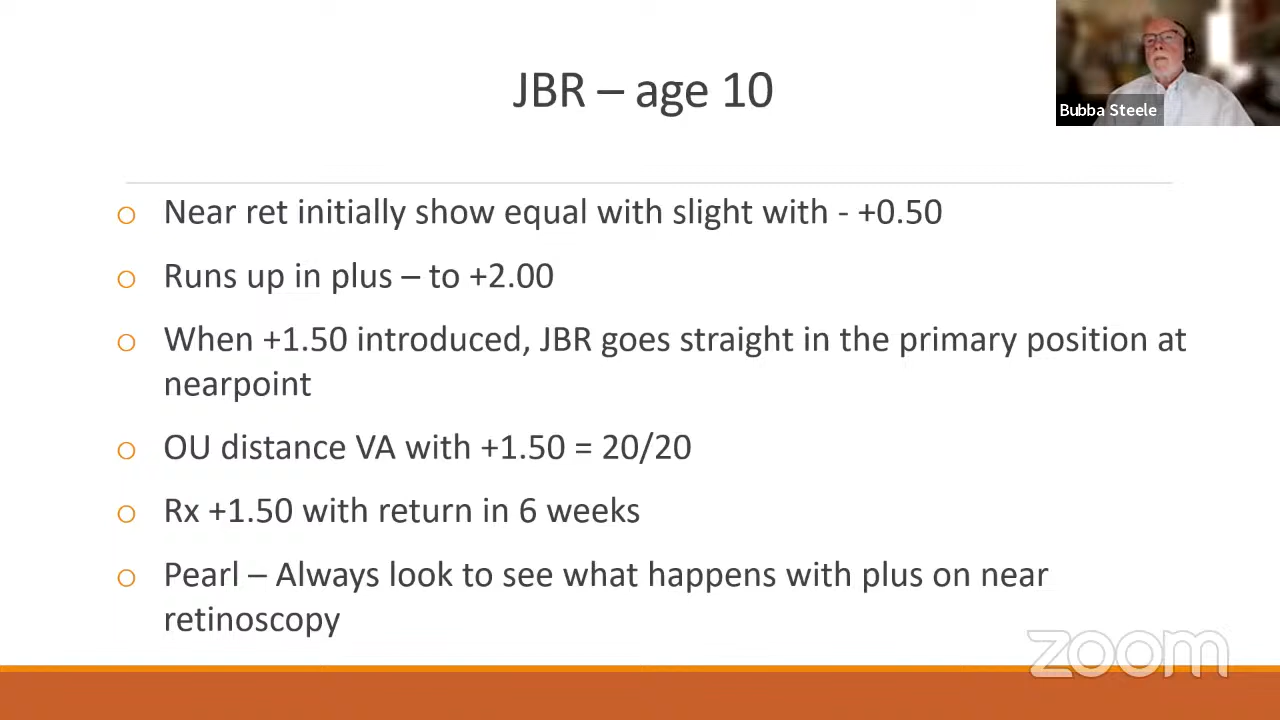 JBR – age 10
Bubba Steele
Near ret initially show equal with slight with - +0.50
Runs up in plus – to +2.00
When +1.50 introduced, JBR goes straight in the primary position at
nearpoint
OU distance VA with +1.50 = 20/20
Rx +1.50 with return in 6 weeks
Pearl – Always look to see what happens with plus on near
retinoscopy
zoom